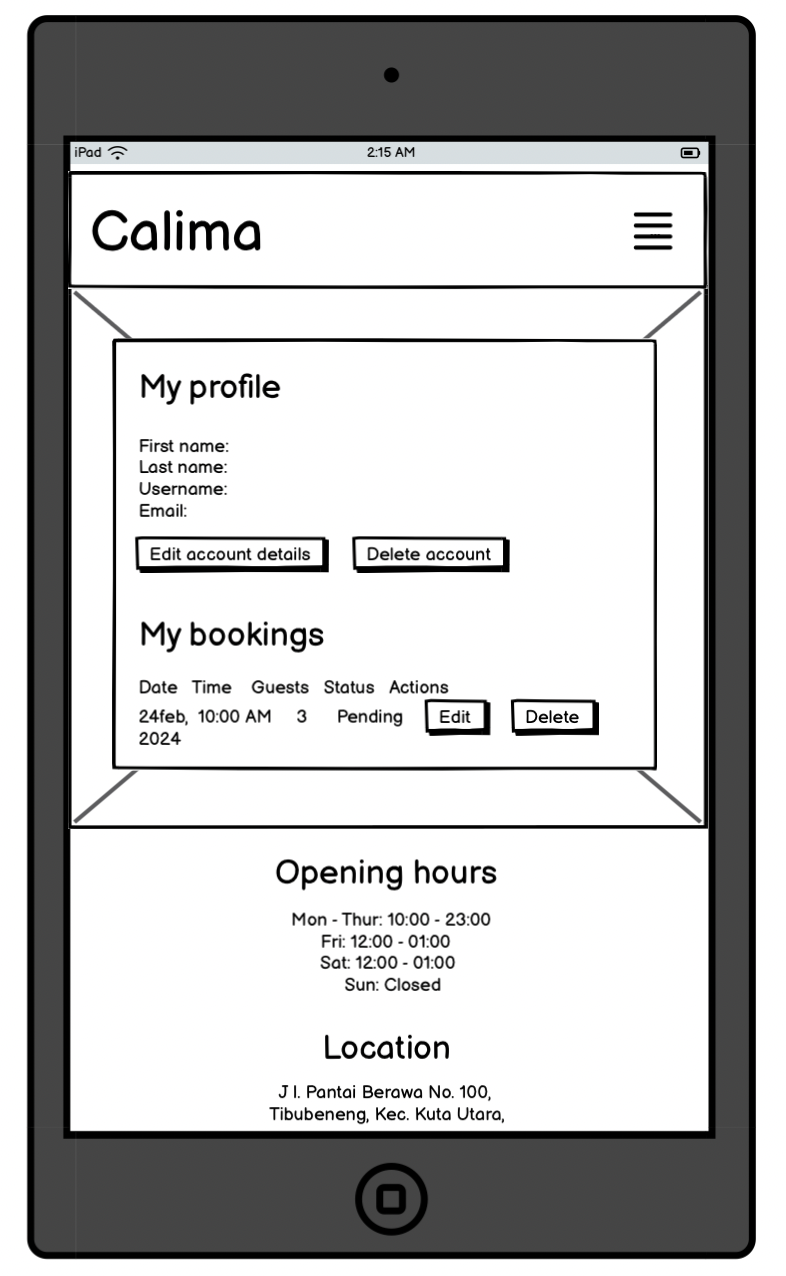 iPad 2:15 AM
Calima
My profile
First name:
Last name:
Username:
Email:
Edit account details Delete account
My bookings
Date Time Guests Status Actions
24feb, 10:00 AM 3 Pending Edit Delete
2024
Opening hours
Mon - Thur: 10:00 - 23:00
Fri: 12:00 - 01:00
Sat: 12:00 - 01:00
Sun: Closed
Location
J l. Pantai Berawa No. 100,
Tibubeneng, Kec. Kuta Utara,